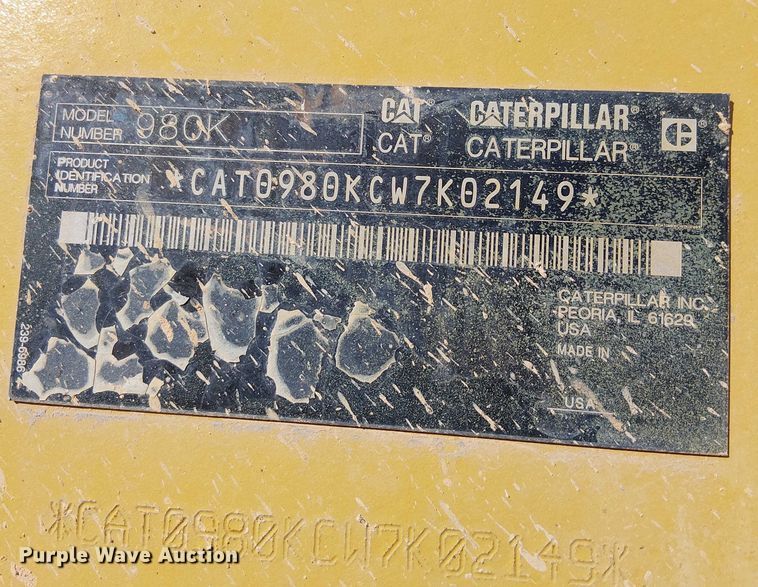 MODEL NUMBER 980K
CAT® CATERPILLAR®
CAT® CATERPILLAR®
PRODUCT IDENTIFICATION NUMBER *CAT0980KCW7K02149*
CATERPILLAR INC.
PEORIA, IL 61629
USA
MADE IN
USA
239-6986
*CAT0980KCW7K02149*
Purple Wave Auction